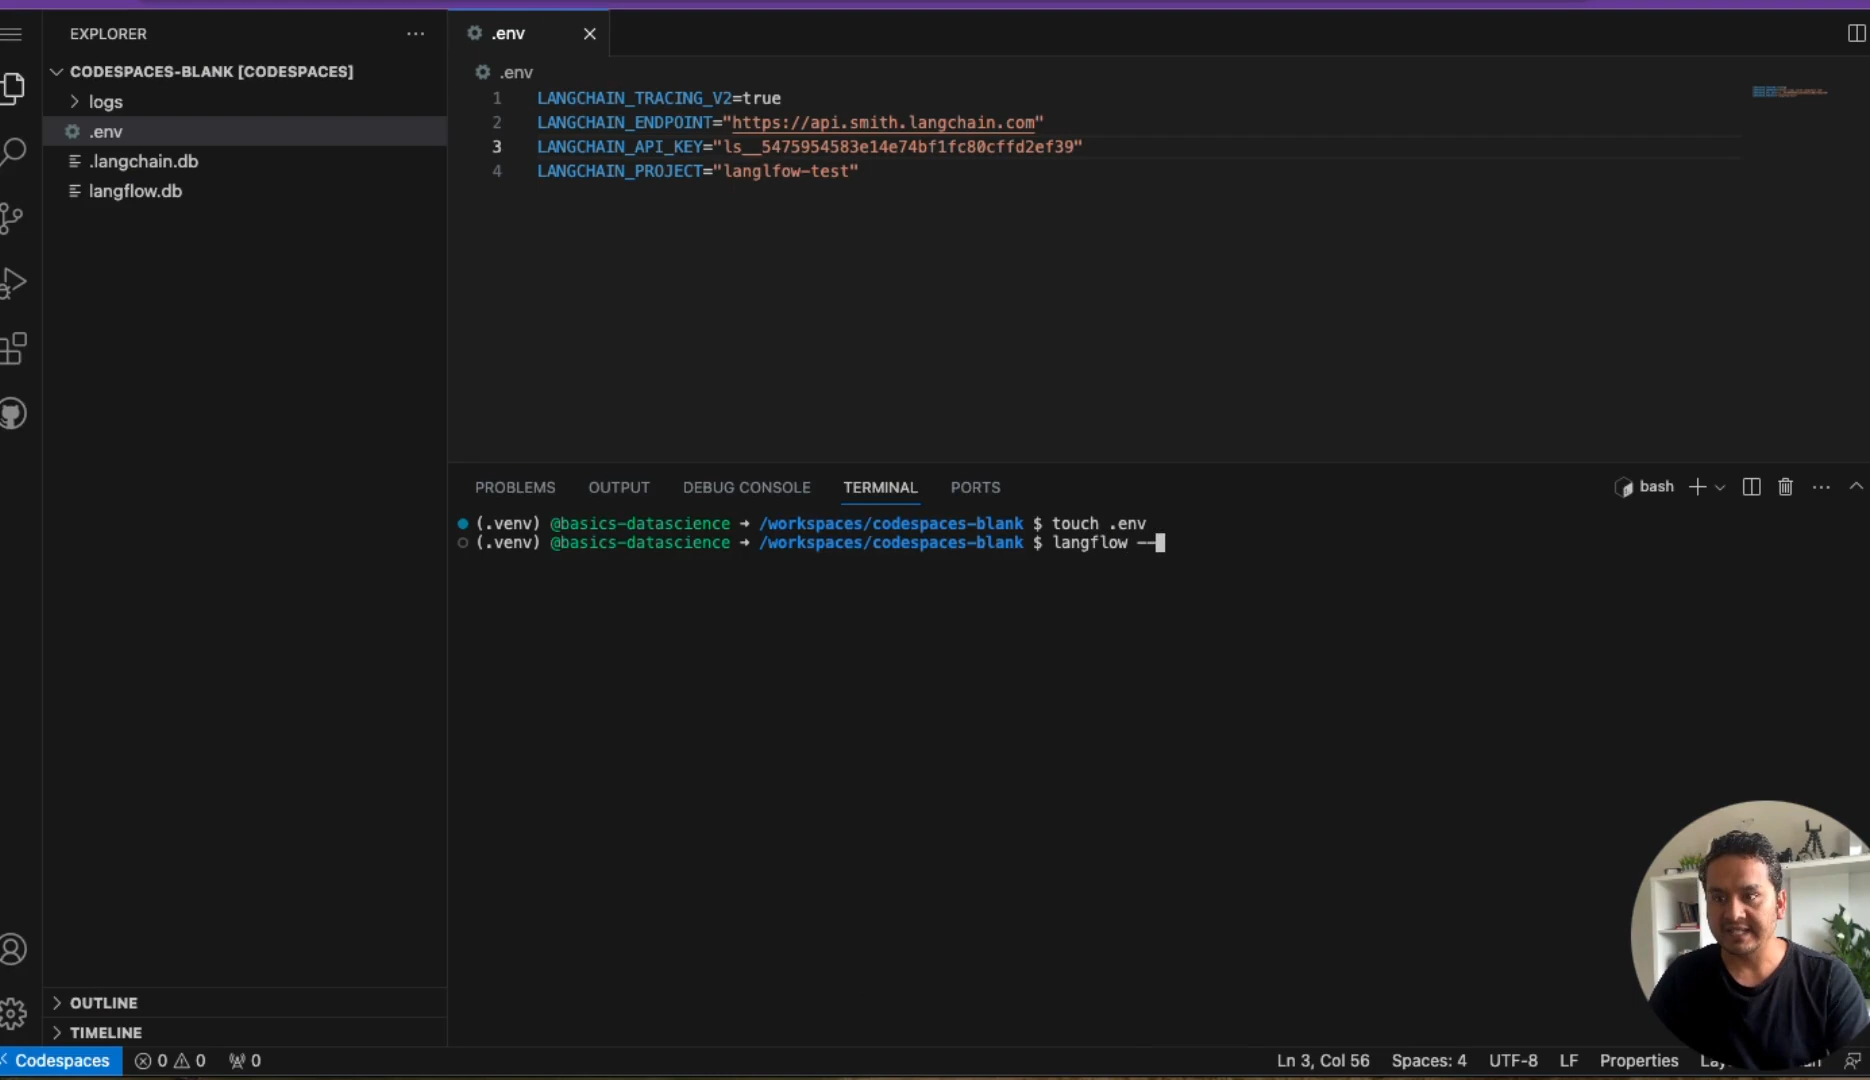 EXPLORER
.env
CODESPACES-BLANK [CODESPACES]
logs
.env
.langchain.db
langflow.db
.env
1 LANGCHAIN_TRACING_V2=true
2 LANGCHAIN_ENDPOINT="https://api.smith.langchain.com"
3 LANGCHAIN_API_KEY="ls__5475954583e14e74bf1fc80cffd2ef39"
4 LANGCHAIN_PROJECT="langlfow-test"
PROBLEMS OUTPUT DEBUG CONSOLE TERMINAL PORTS
bash
(.venv) @basics-datascience ➜ /workspaces/codespaces-blank $ touch .env
(.venv) @basics-datascience ➜ /workspaces/codespaces-blank $ langflow --
OUTLINE
TIMELINE
Codespaces 0 0 0
Ln 3, Col 56 Spaces: 4 UTF-8 LF Properties